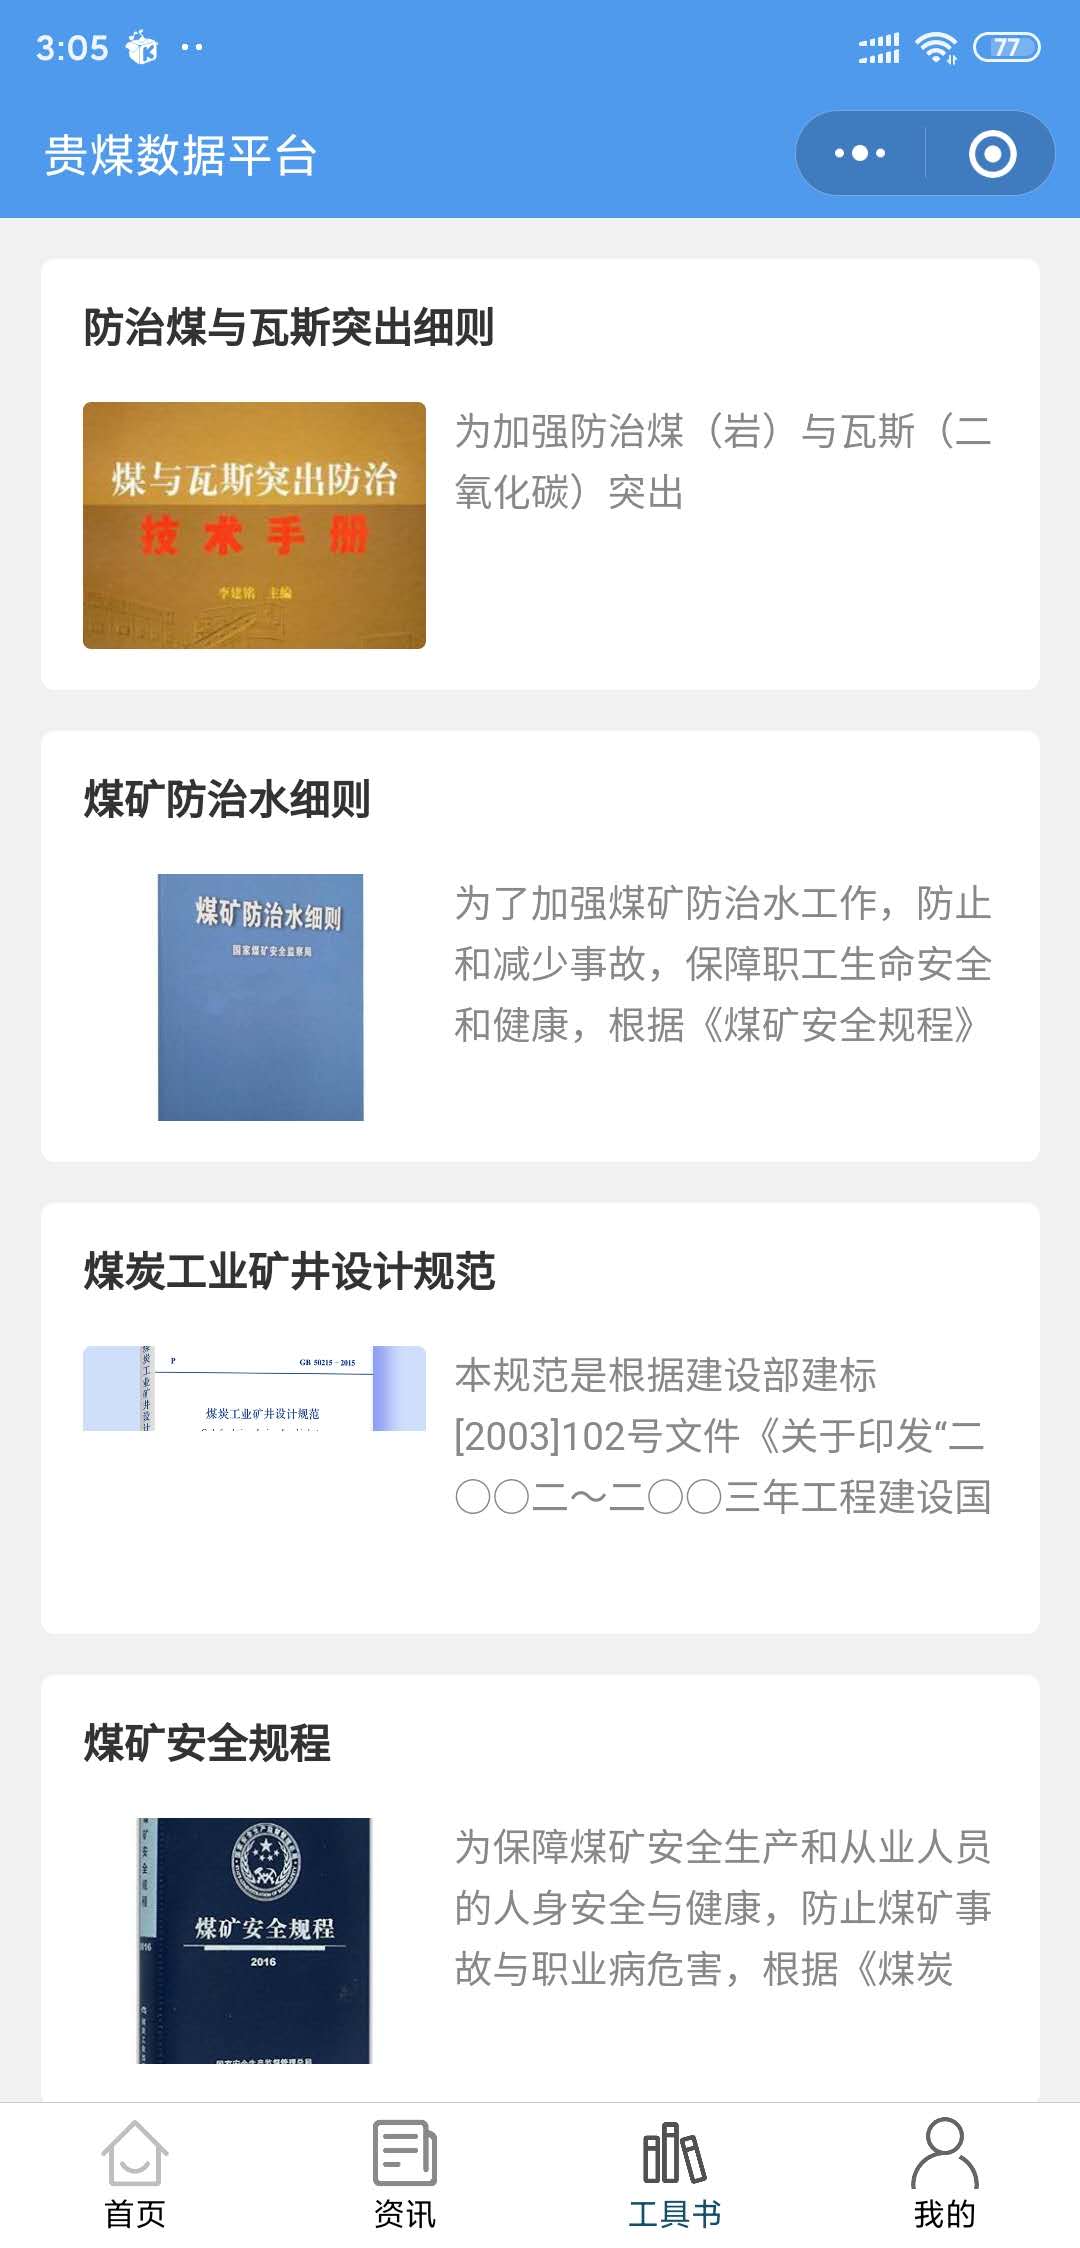 3:05
77
贵煤数据平台
防治煤与瓦斯突出细则
煤与瓦斯突出防治
技术手册
李建铭 主编
为加强防治煤（岩）与瓦斯（二
氧化碳）突出
煤矿防治水细则
煤矿防治水细则
国家煤矿安全监察局
为了加强煤矿防治水工作，防止
和减少事故，保障职工生命安全
和健康，根据《煤矿安全规程》
煤炭工业矿井设计规范
炭工业矿井设计
P
GB 50215-2015
煤炭工业矿井设计规范
本规范是根据建设部建标
[2003]102号文件《关于印发“二
〇〇二～二〇〇三年工程建设国
煤矿安全规程
矿安全规程
煤矿安全规程
2016
为保障煤矿安全生产和从业人员
的人身安全与健康，防止煤矿事
故与职业病危害，根据《煤炭
首页
资讯
工具书
我的